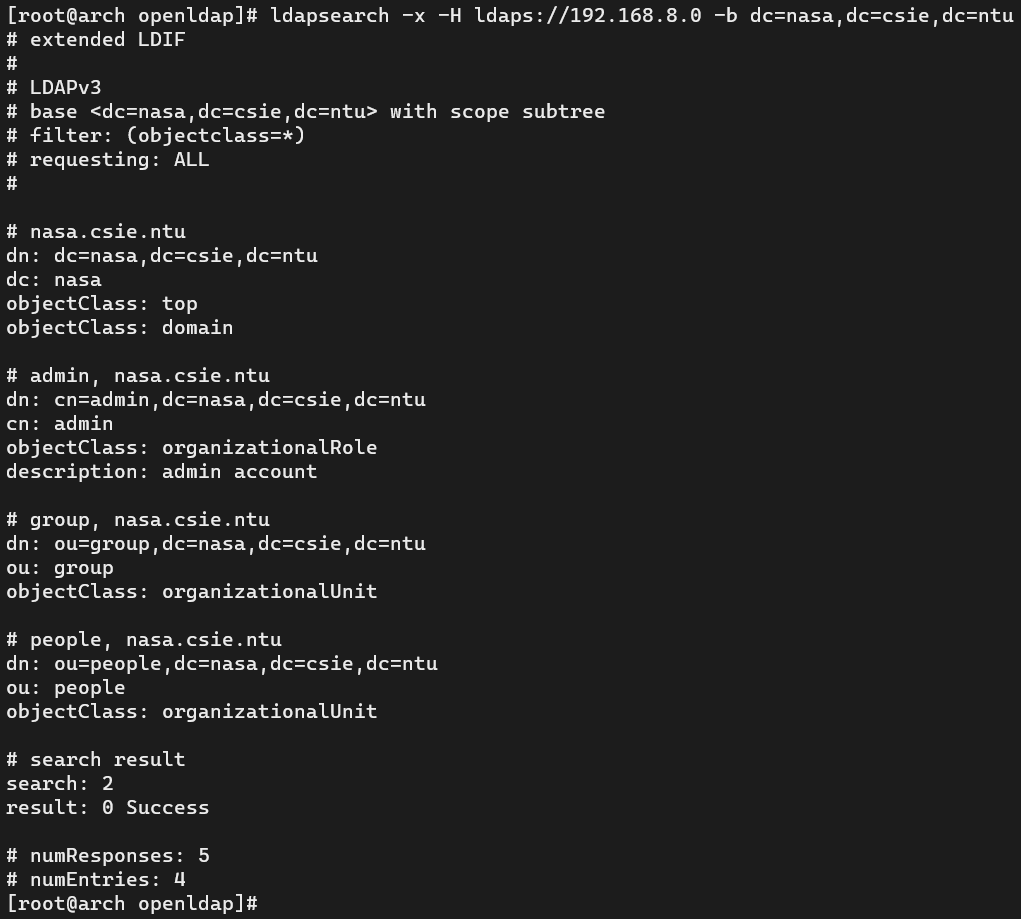 [root@arch openldap]# ldapsearch -x -H ldaps://192.168.8.0 -b dc=nasa,dc=csie,dc=ntu
# extended LDIF
#
# LDAPv3
# base <dc=nasa,dc=csie,dc=ntu> with scope subtree
# filter: (objectclass=*)
# requesting: ALL
#

# nasa.csie.ntu
dn: dc=nasa,dc=csie,dc=ntu
dc: nasa
objectClass: top
objectClass: domain

# admin, nasa.csie.ntu
dn: cn=admin,dc=nasa,dc=csie,dc=ntu
cn: admin
objectClass: organizationalRole
description: admin account

# group, nasa.csie.ntu
dn: ou=group,dc=nasa,dc=csie,dc=ntu
ou: group
objectClass: organizationalUnit

# people, nasa.csie.ntu
dn: ou=people,dc=nasa,dc=csie,dc=ntu
ou: people
objectClass: organizationalUnit

# search result
search: 2
result: 0 Success

# numResponses: 5
# numEntries: 4
[root@arch openldap]#